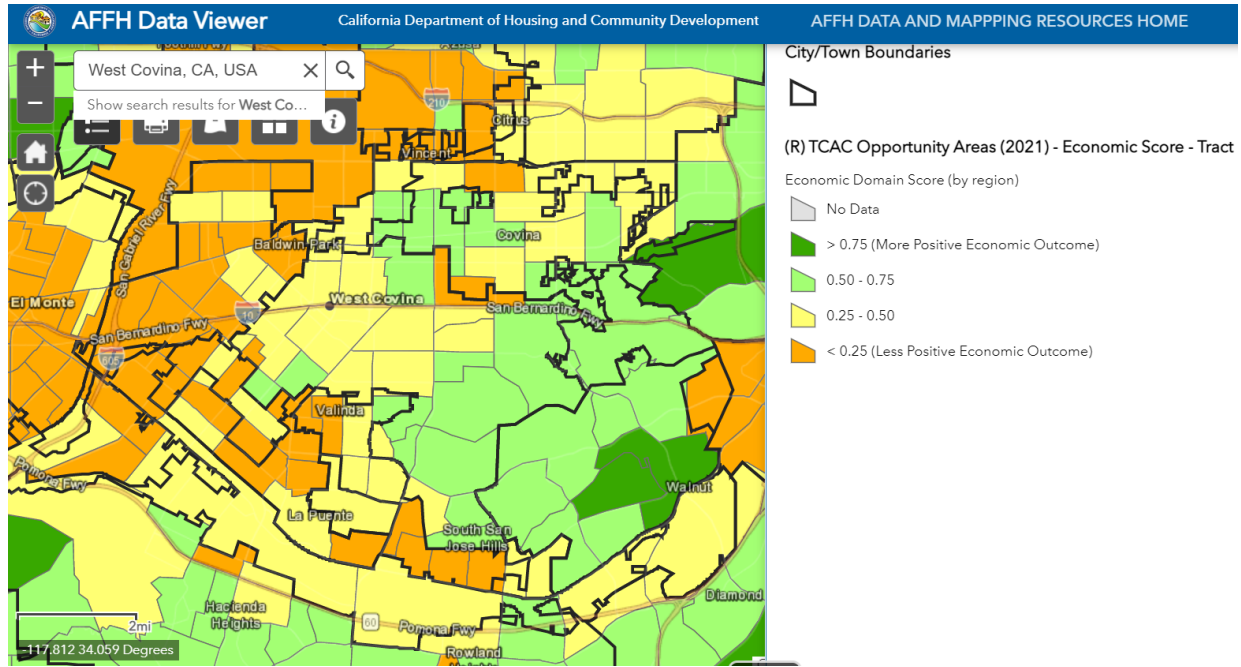 AFFH Data Viewer
California Department of Housing and Community Development
AFFH DATA AND MAPPPING RESOURCES HOME
West Covina, CA, USA
Show search results for West Co...
210
Citrus
Vincent
San Gabriel River Fwy
Baldwin Park
Covina
El Monte
West Covina
San Bernardino Fwy
10
San Bernardino Fwy
605
Valinda
Pomona Fwy
Walnut
La Puente
South San
Jose Hills
Diamond
Hacienda
Heights
60
Pomona Fwy
Rowland
2mi
-117.812 34.059 Degrees
City/Town Boundaries
(R) TCAC Opportunity Areas (2021) - Economic Score - Tract
Economic Domain Score (by region)
No Data
> 0.75 (More Positive Economic Outcome)
0.50 - 0.75
0.25 - 0.50
< 0.25 (Less Positive Economic Outcome)